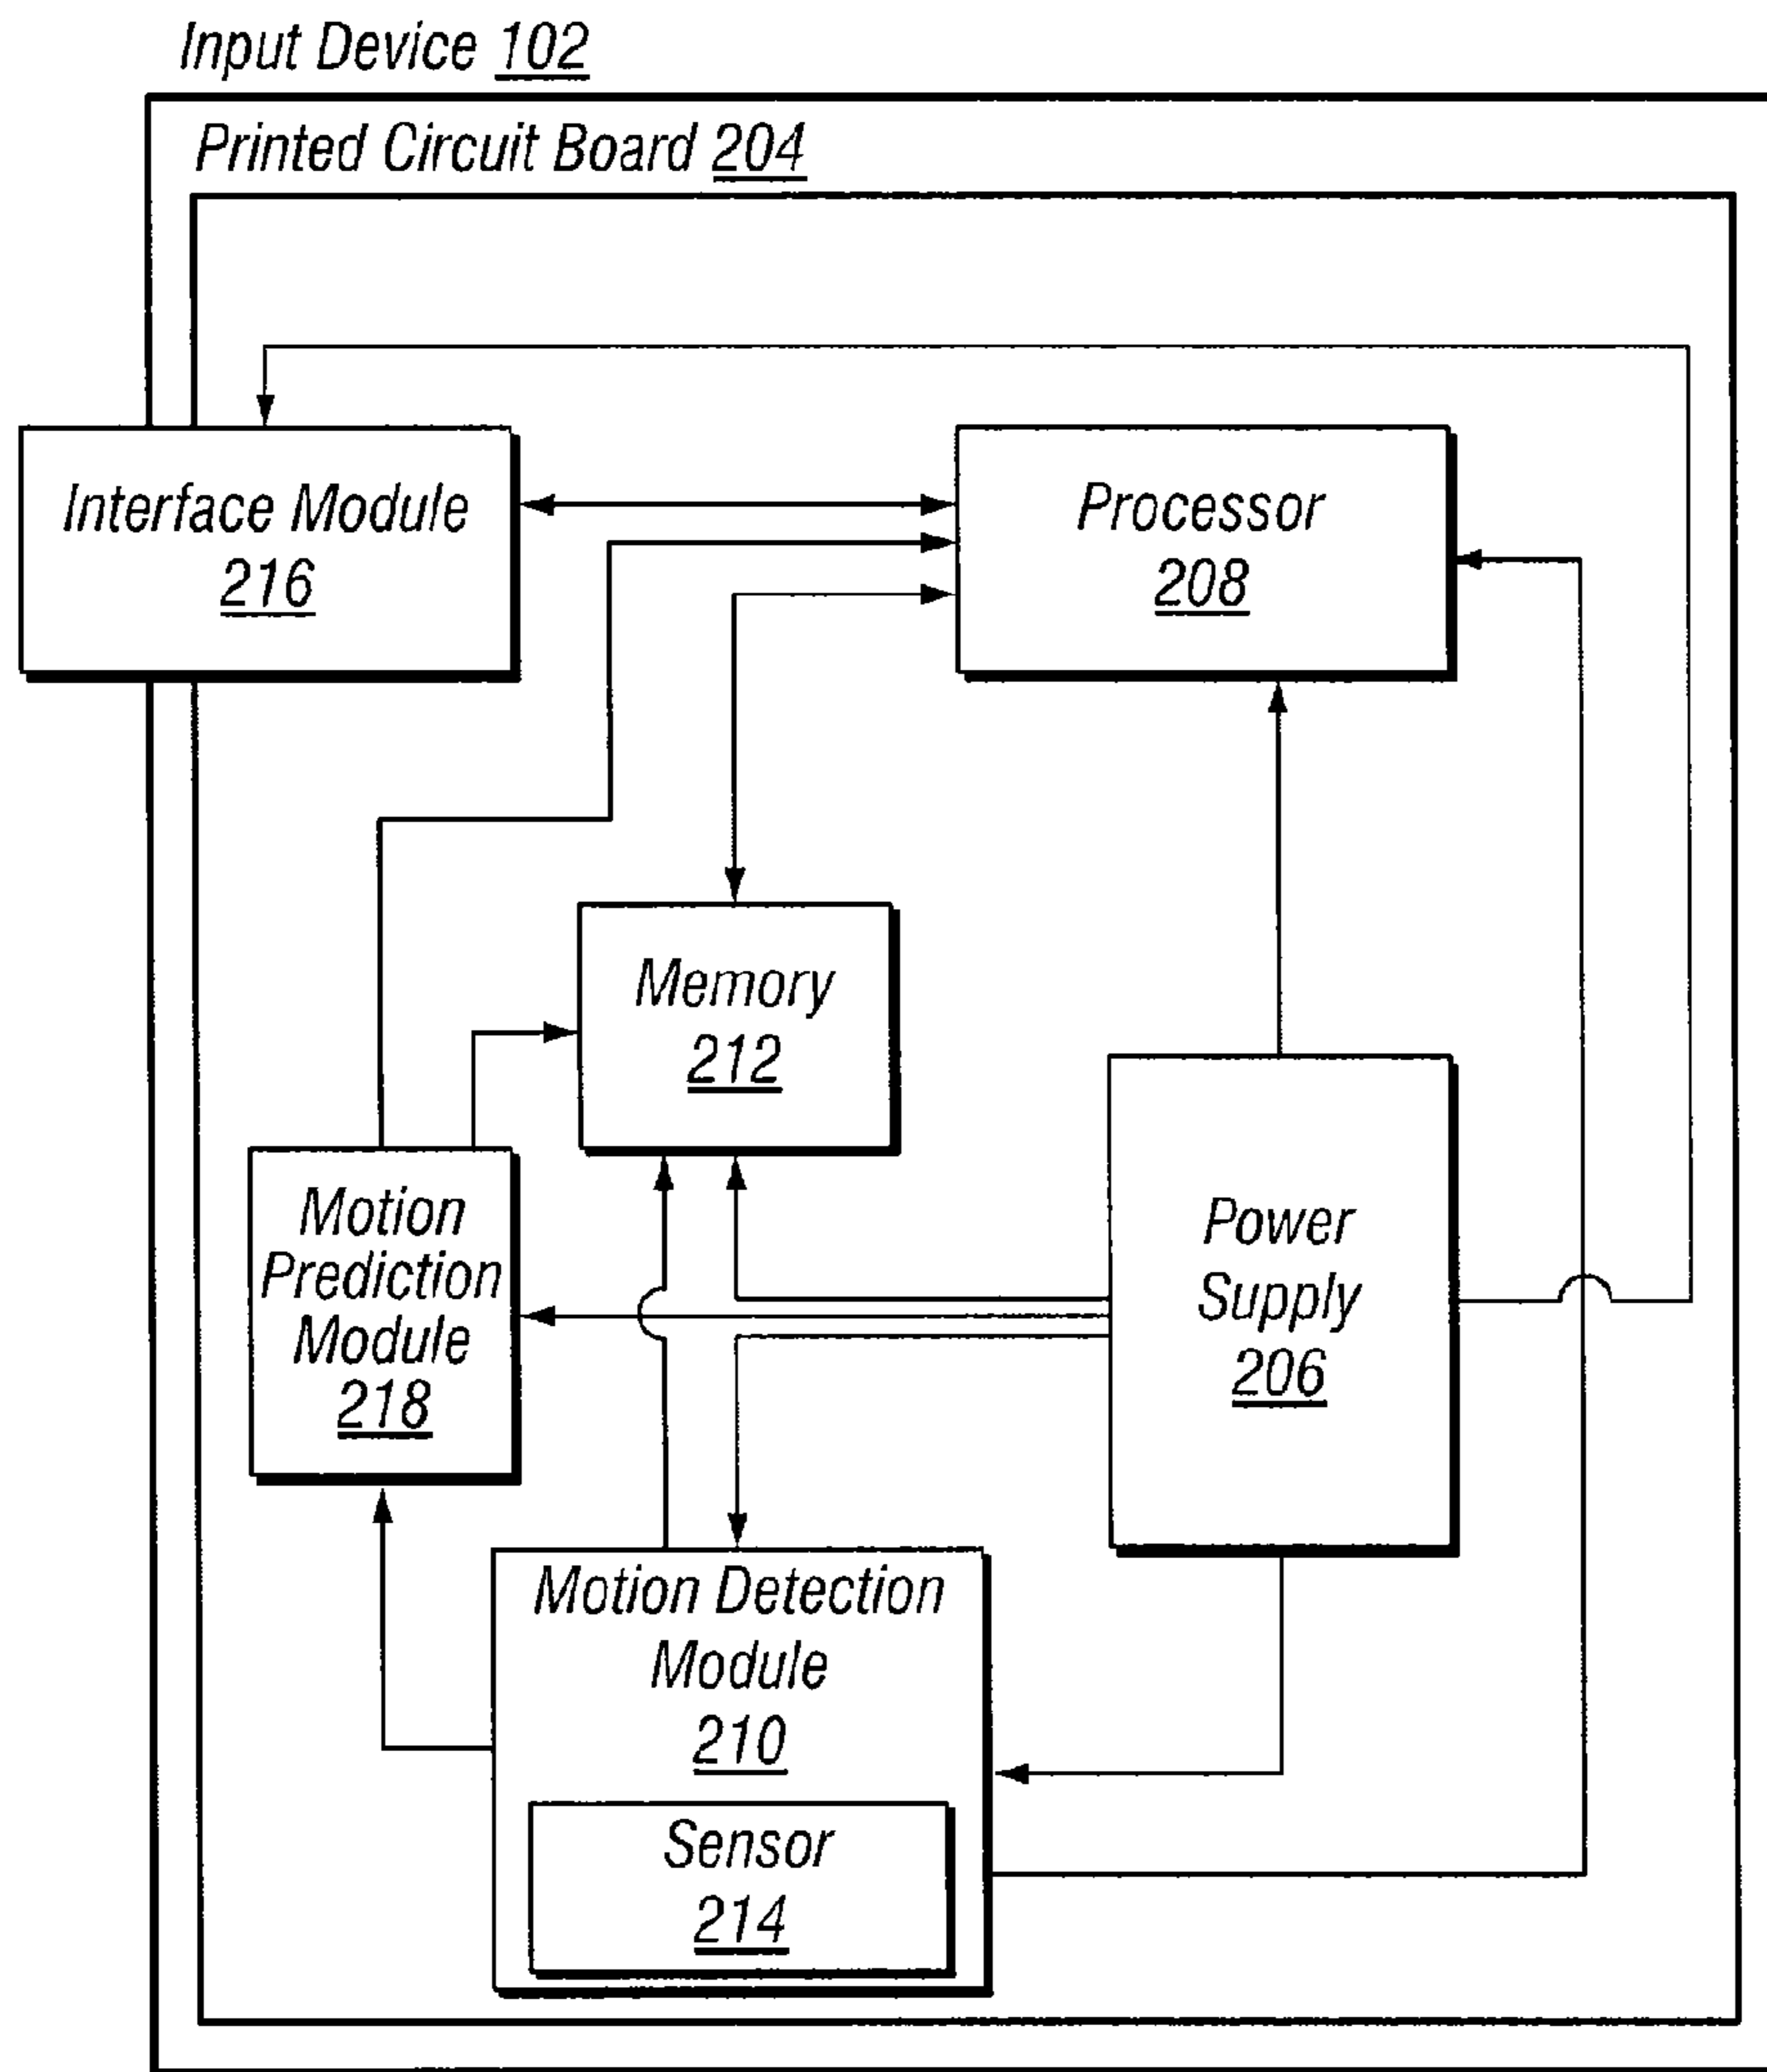 Input Device 102
Printed Circuit Board 204
Interface Module
216
Processor
208
Memory
212
Motion
Prediction
Module
218
Power
Supply
206
Motion Detection
Module
210
Sensor
214